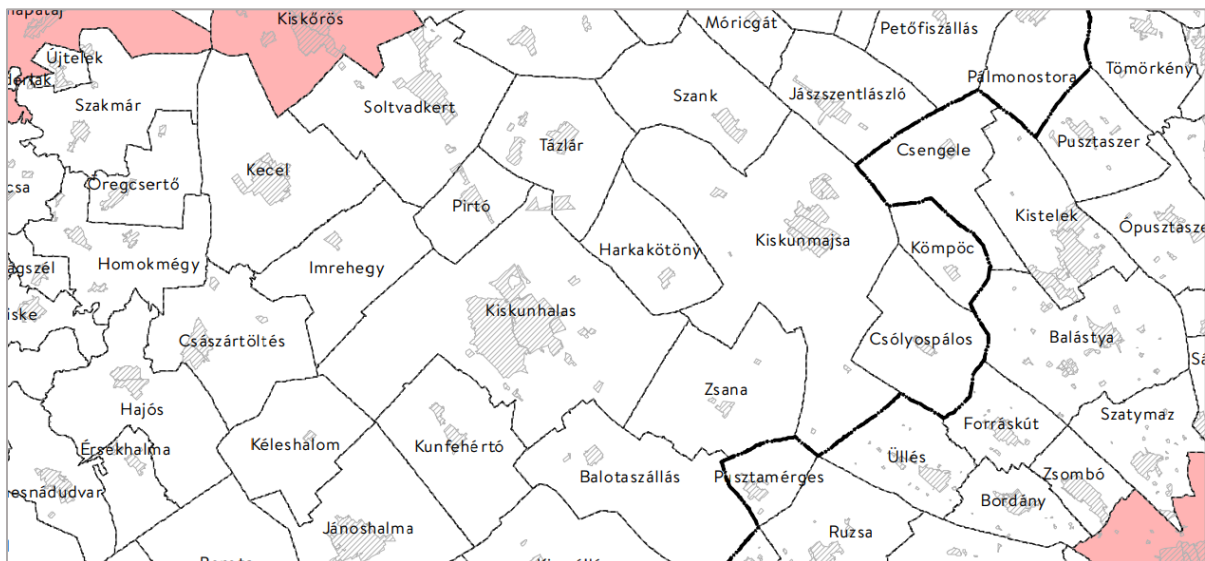 Kiskőrös
Móricgát
Petőfiszállás
Újtelek
Pálmonostora
Tömörkény
Szakmár
Soltvadkert
Szank
Jászszentlászló
Csengele
Pusztaszer
Tázlár
Kecel
Öregcsertő
Pirtó
Kistelek
Kiskunmajsa
Harkakötöny
Kömpöc
Homokmégy
Imrehegy
Kiskunhalas
Császártöltés
Csólyospálos
Balástya
Zsana
Hajós
Szatymaz
Forráskút
Kéleshalom
Kunfehértó
Érsekhalma
Üllés
Balotaszállás
Pusztamérges
Zsombó
Bordány
Jánoshalma
Ruzsa